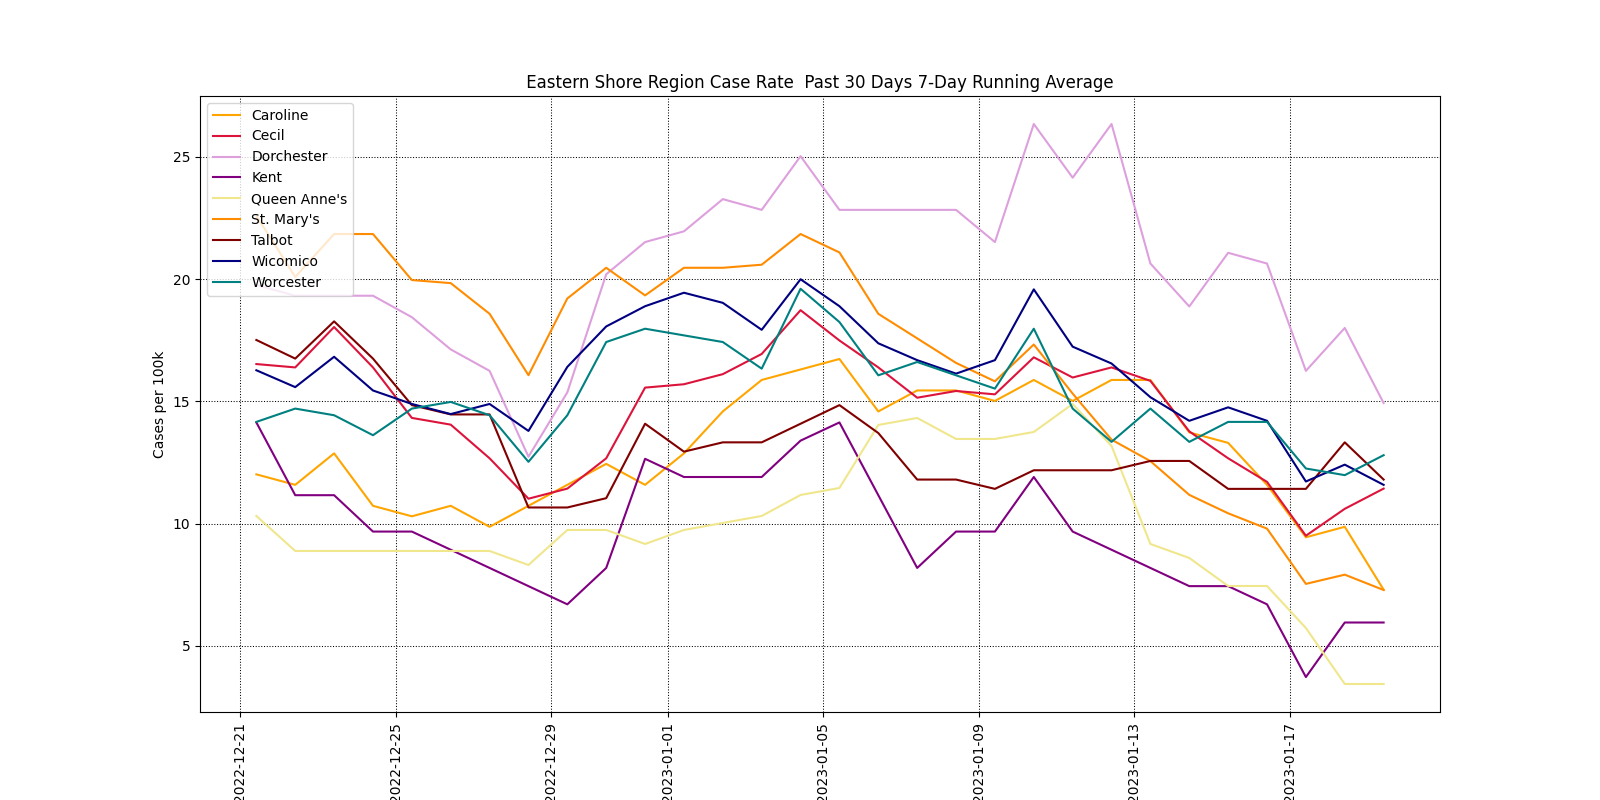 Eastern Shore Region Case Rate  Past 30 Days 7-Day Running Average
Caroline
Cecil
Dorchester
Kent
Queen Anne's
St. Mary's
Talbot
Wicomico
Worcester
Cases per 100k
25
20
15
10
5
2022-12-21
2022-12-25
2022-12-29
2023-01-01
2023-01-05
2023-01-09
2023-01-13
2023-01-17